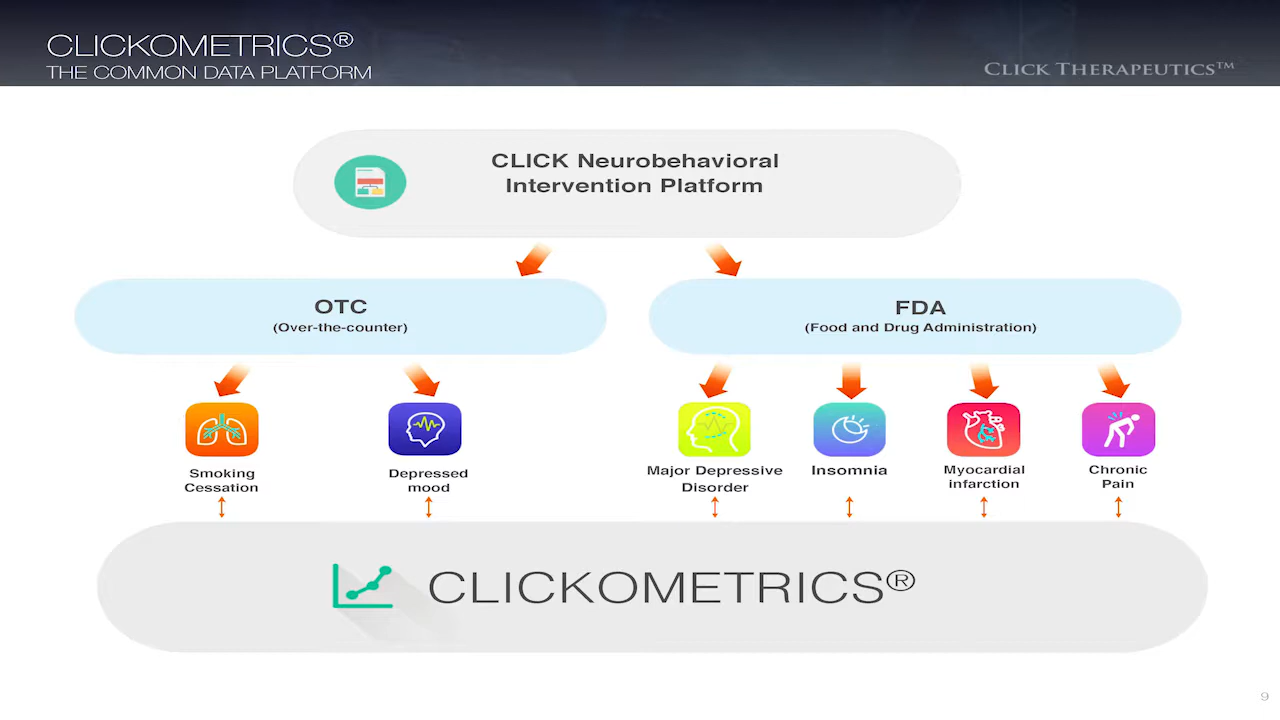 CLICKOMETRICS®
THE COMMON DATA PLATFORM
CLICK THERAPEUTICS™
CLICK Neurobehavioral
Intervention Platform
OTC
(Over-the-counter)
FDA
(Food and Drug Administration)
Smoking
Cessation
Depressed
mood
Major Depressive
Disorder
Insomnia
Myocardial
infarction
Chronic
Pain
CLICKOMETRICS®
9